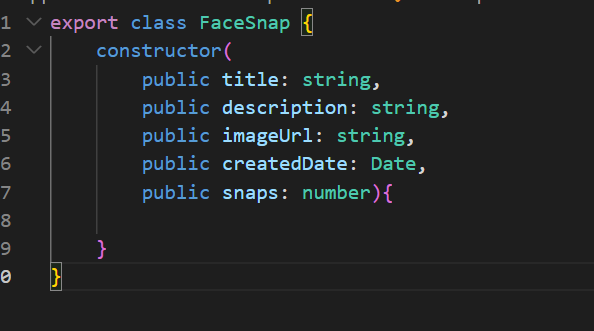 1 export class FaceSnap {
2 constructor(
3 public title: string,
4 public description: string,
5 public imageUrl: string,
6 public createdDate: Date,
7 public snaps: number){
8
9 }
0 }